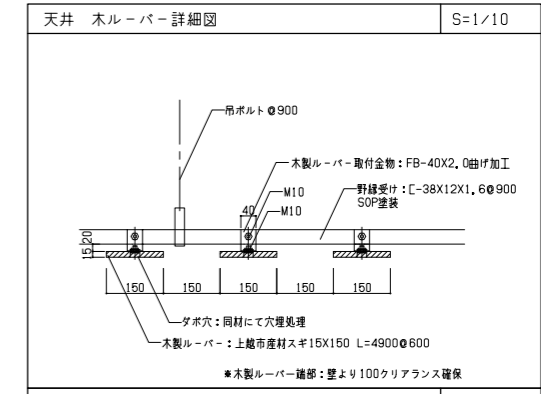 天井 木ルーバー詳細図
S=1/10
吊ボルト@900
木製ルーバー取付金物：FB-40X2.0曲げ加工
M10
野縁受け：[-38X12X1.6@900
40
M10
SOP塗装
20
15
150 150 150 150 150
ダボ穴：同材にて穴埋処理
木製ルーバー：上越市産材スギ15X150 L=4900@600
*木製ルーバー端部：壁より100クリアランス確保